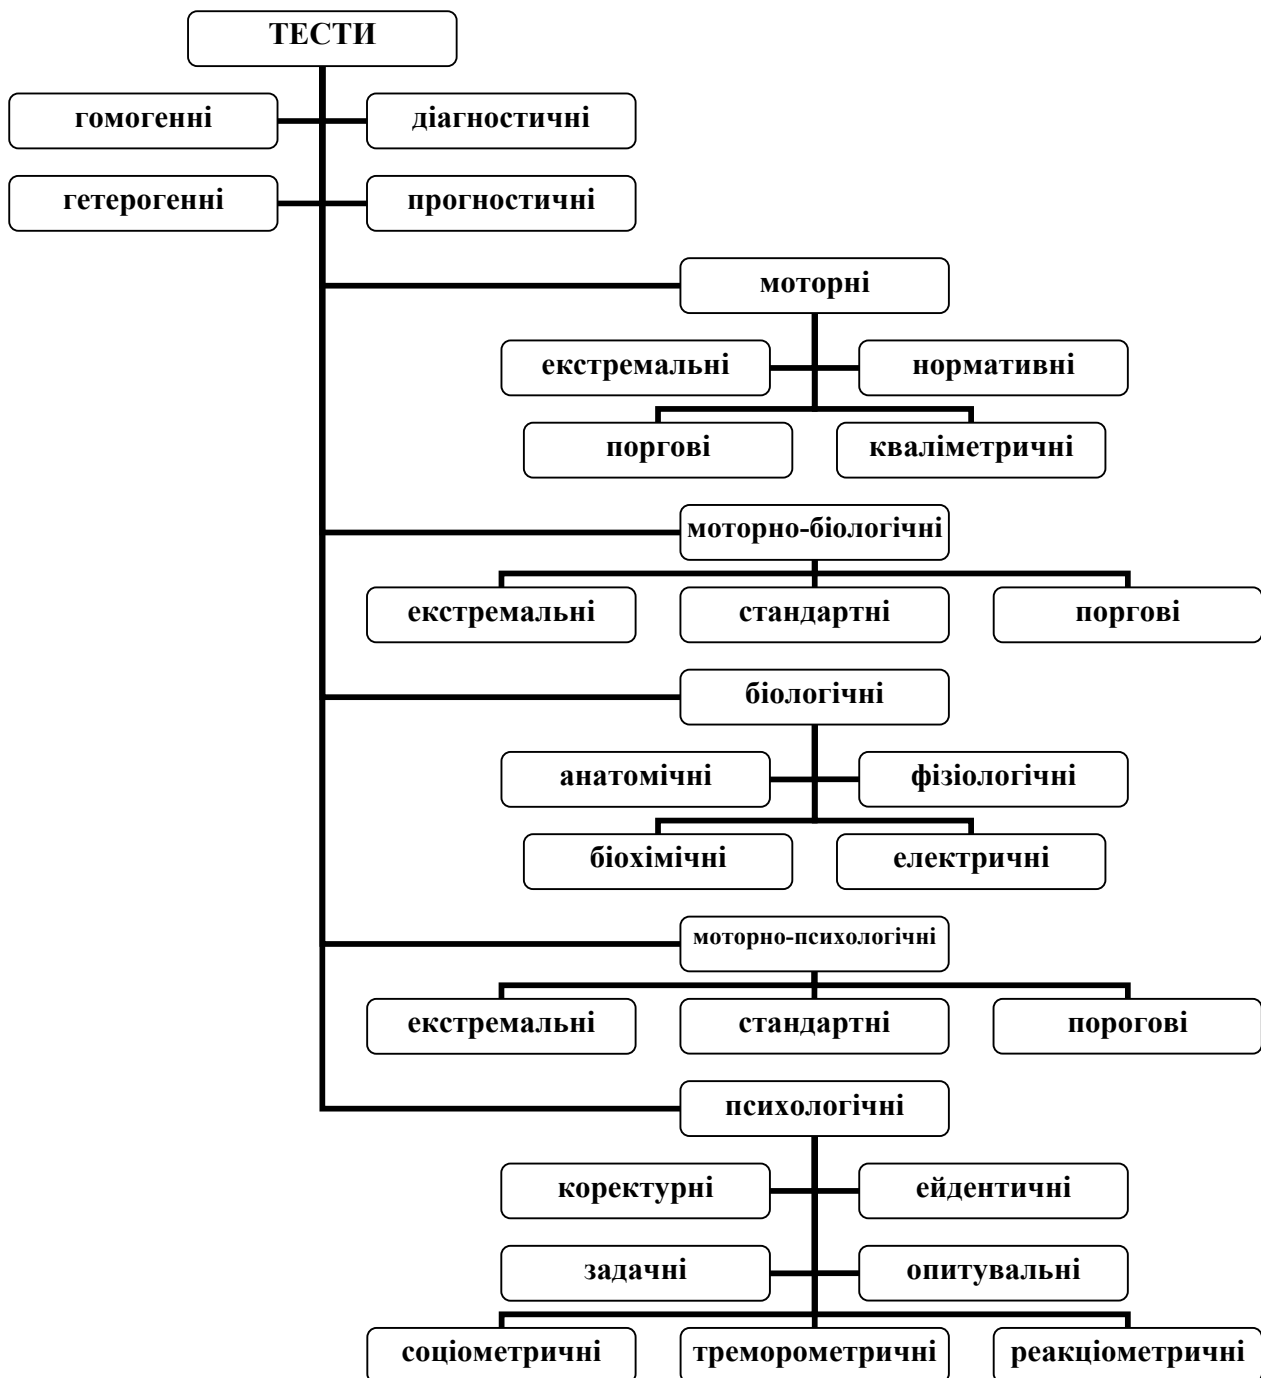 ТЕСТИ
гомогенні
діагностичні
гетерогенні
прогностичні
моторні
екстремальні
нормативні
поргові
кваліметричні
моторно-біологічні
екстремальні
стандартні
поргові
біологічні
анатомічні
фізіологічні
біохімічні
електричні
моторно-психологічні
екстремальні
стандартні
порогові
психологічні
коректурні
ейдентичні
задачні
опитувальні
соціометричні
треморометричні
реакціометричні